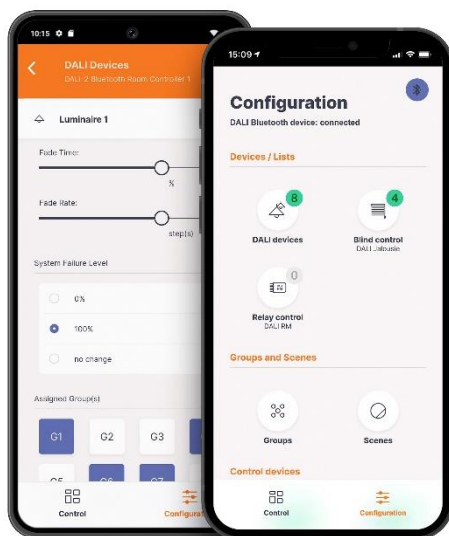 10:15
DALI Devices
DALI-2 Bluetooth Room Controller 1
Luminaire 1
Fade Time:
%
Fade Rate:
step(s)
System Failure Level
0%
100%
no change
Assigned Group(s)
G1 G2 G3
G5 G6 G7
Control
15:09
Configuration
DALI Bluetooth device: connected
Devices / Lists
8
DALI devices
4
Blind control
DALI Jalousie
0
Relay control
DALI RM
Groups and Scenes
Groups
Scenes
Control devices
Control
Configuration